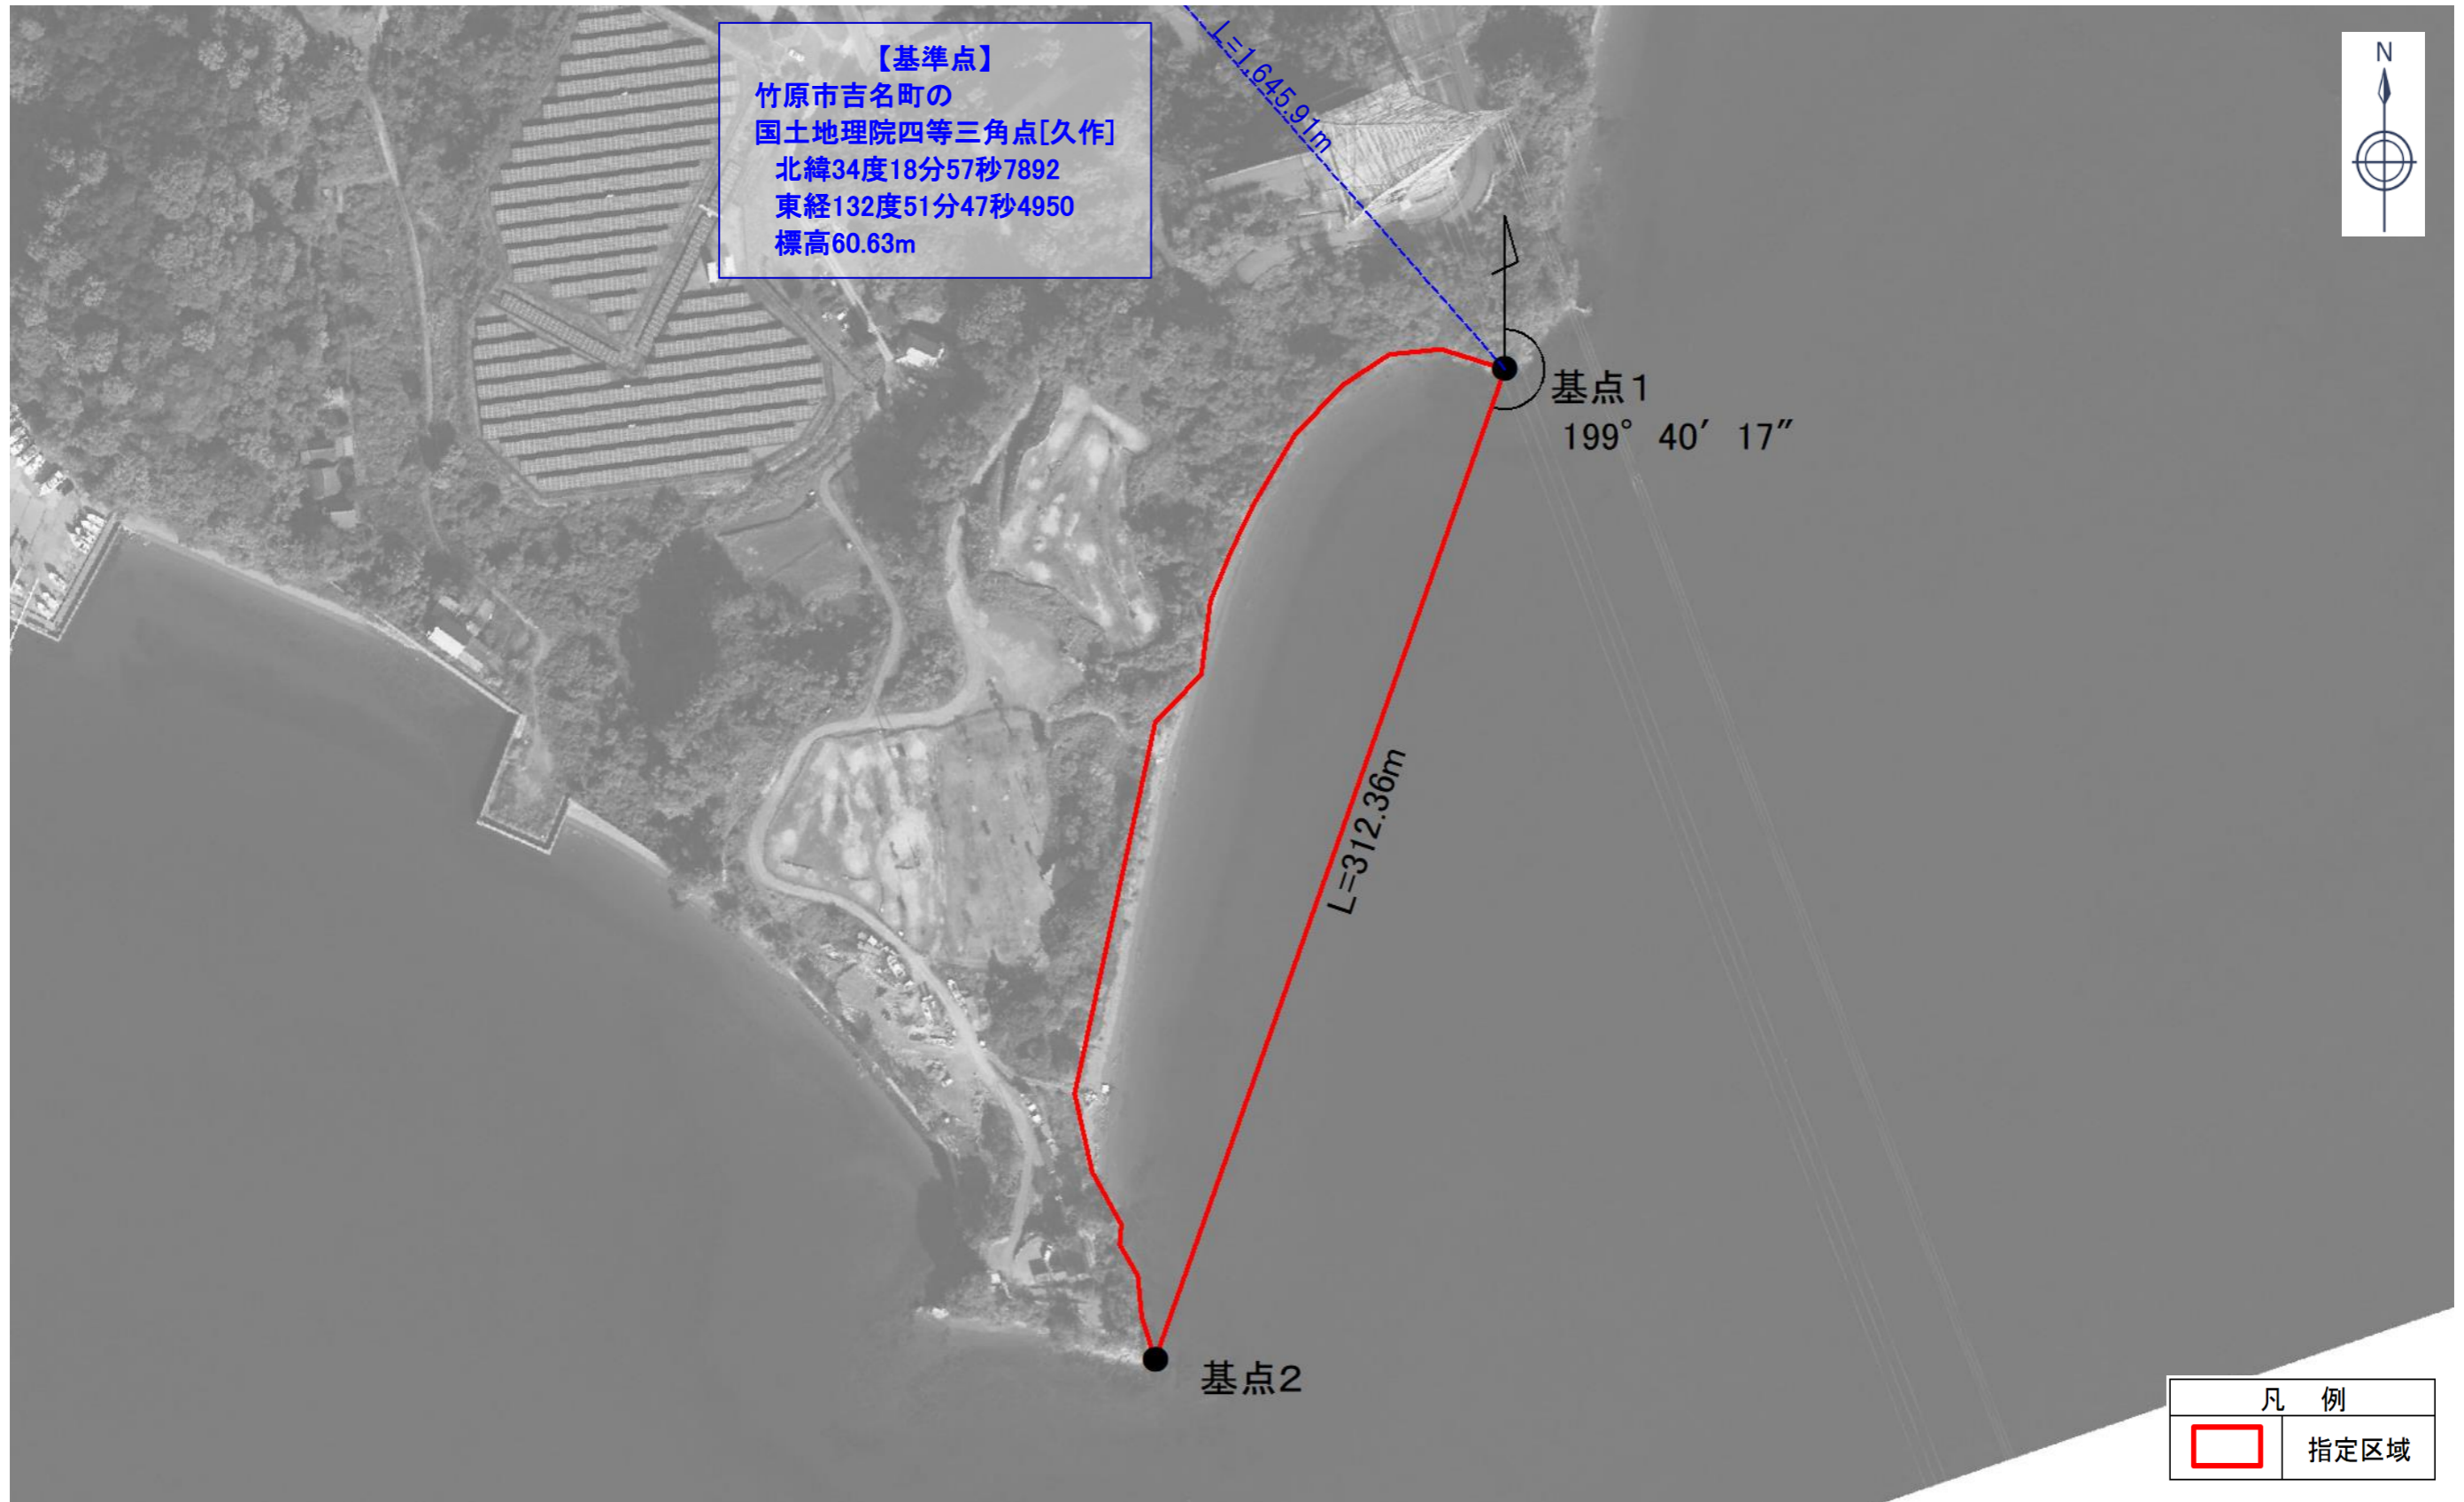 【基準点】
竹原市吉名町の
国土地理院四等三角点[久作]
北緯34度18分57秒7892
東経132度51分47秒4950
標高60.63m
L=1,645.91m
N
基点1
199° 40′ 17″
L=312.36m
基点2
凡 例
指定区域